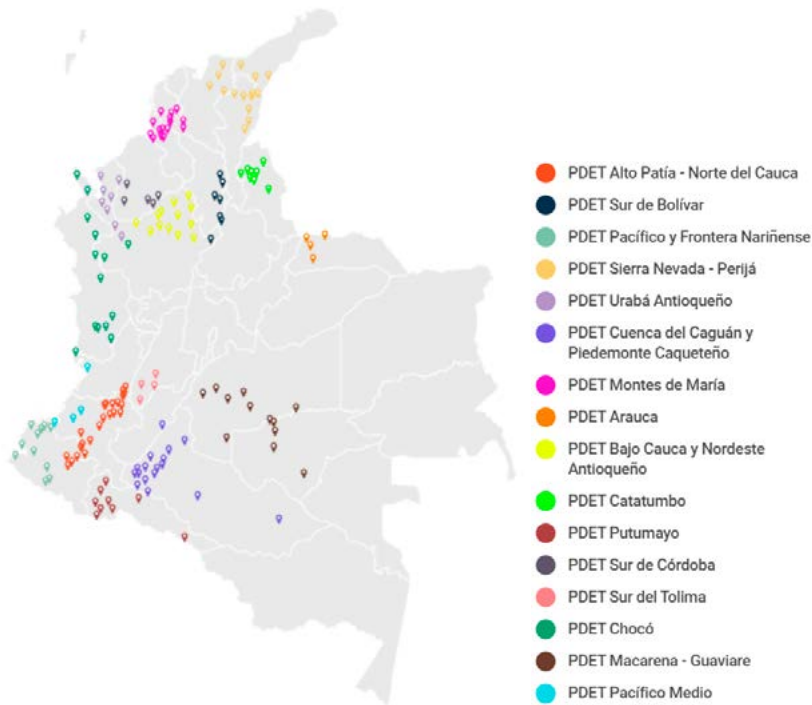 PDET Alto Patía - Norte del Cauca
PDET Sur de Bolívar
PDET Pacífico y Frontera Nariñense
PDET Sierra Nevada - Perijá
PDET Urabá Antioqueño
PDET Cuenca del Caguán y
Piedemonte Caqueteño
PDET Montes de María
PDET Arauca
PDET Bajo Cauca y Nordeste
Antioqueño
PDET Catatumbo
PDET Putumayo
PDET Sur de Córdoba
PDET Sur del Tolima
PDET Chocó
PDET Macarena - Guaviare
PDET Pacífico Medio